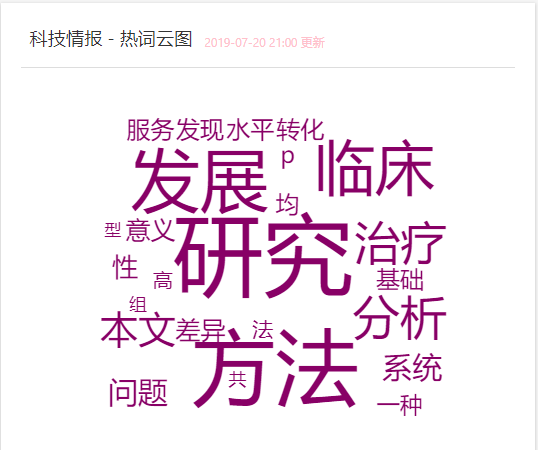 科技情报 - 热词云图 2019-07-20 21:00 更新
服务 发现 水平 转化
发展 p 临床
均
型 意义 研究 治疗
性 高 基础
组
本文 差异 法 分析
方法 系统
共
问题 一种